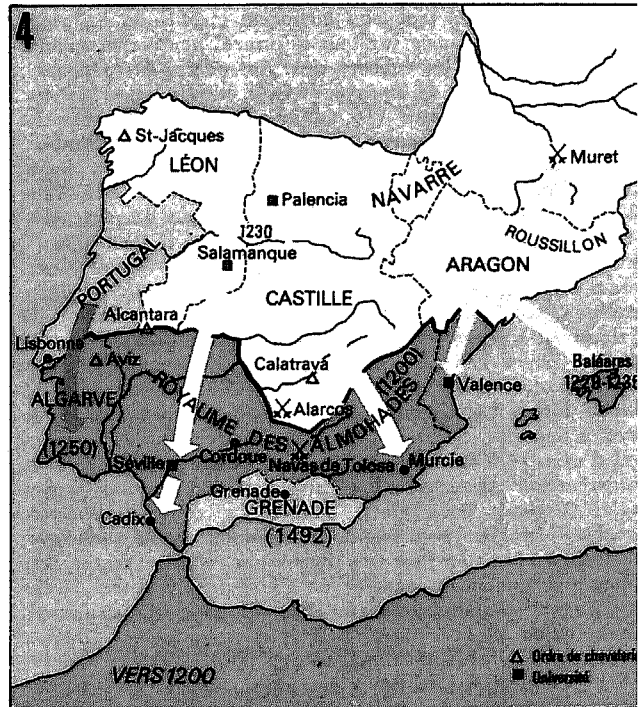 4
St-Jacques
LÉON
Palencia
NAVARRE
Muret
1230
Salamanque
ROUSSILLON
ARAGON
PORTUGAL
CASTILLE
Alcantara
Lisbonne
Aviz
Calatrava
(1200)
Baléares
ALGARVE
ROYAUME DES ALMOHADES
Valence
Alarcos
(1250)
Séville
Cordoue
Navas de Tolosa
Murcie
Grenade
GRENADE
Cadix
(1492)
VERS 1200
Ordre de chevalerie
Université